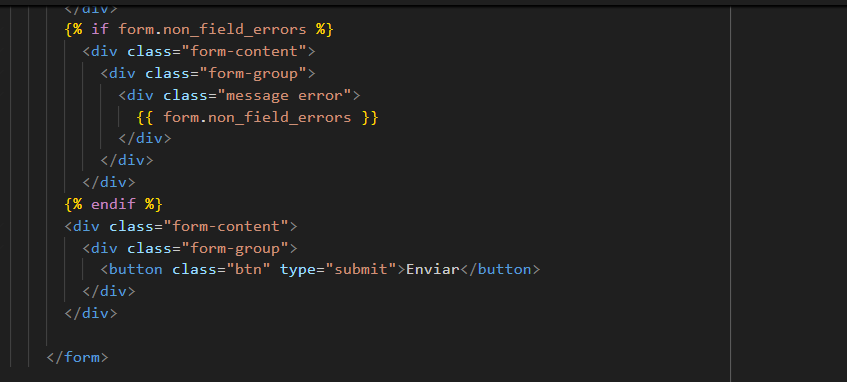 </div>
{% if form.non_field_errors %}
<div class="form-content">
<div class="form-group">
<div class="message error">
{{ form.non_field_errors }}
</div>
</div>
</div>
{% endif %}
<div class="form-content">
<div class="form-group">
<button class="btn" type="submit">Enviar</button>
</div>
</div>
</form>